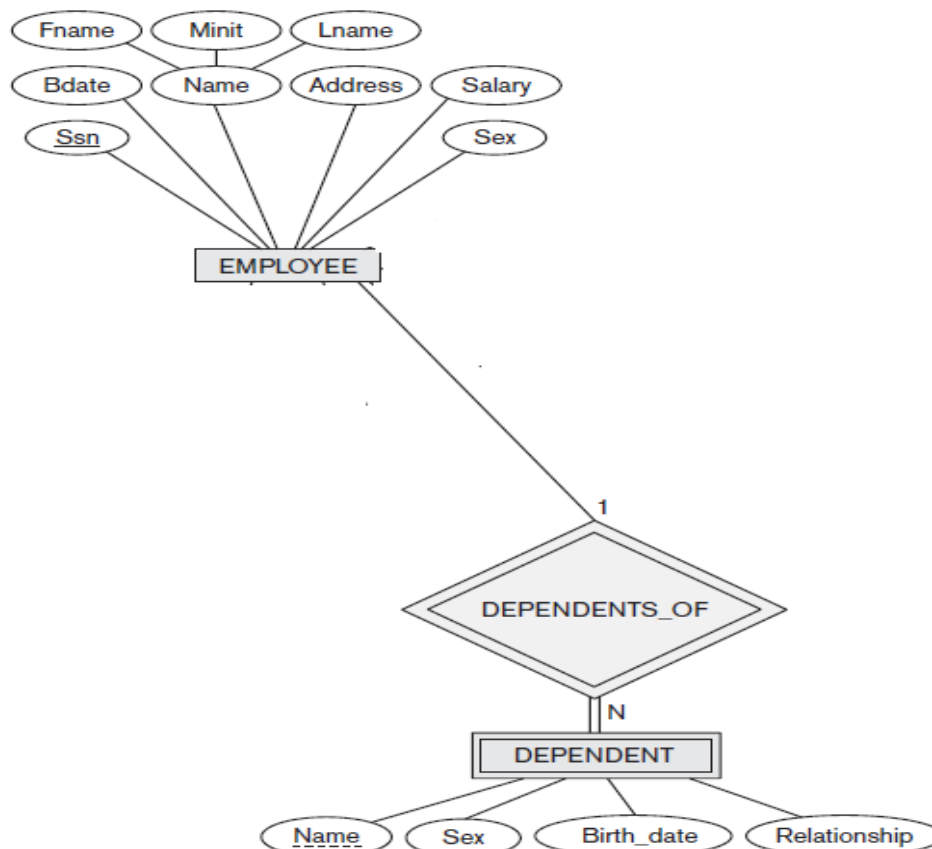 Fname Minit Lname
Bdate Name Address Salary
Ssn Sex
EMPLOYEE
1
DEPENDENTS_OF
N
DEPENDENT
Name Sex Birth_date Relationship